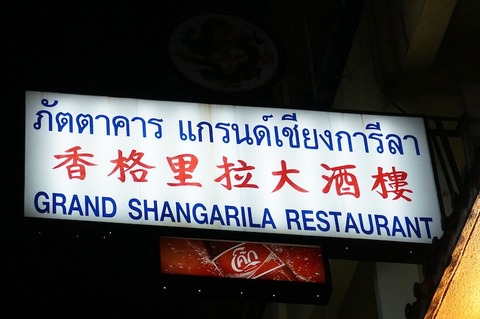 ภัตตาคาร แกรนด์เชียงการีลา
香格里拉大酒樓
GRAND SHANGARILA RESTAURANT
โค้ก